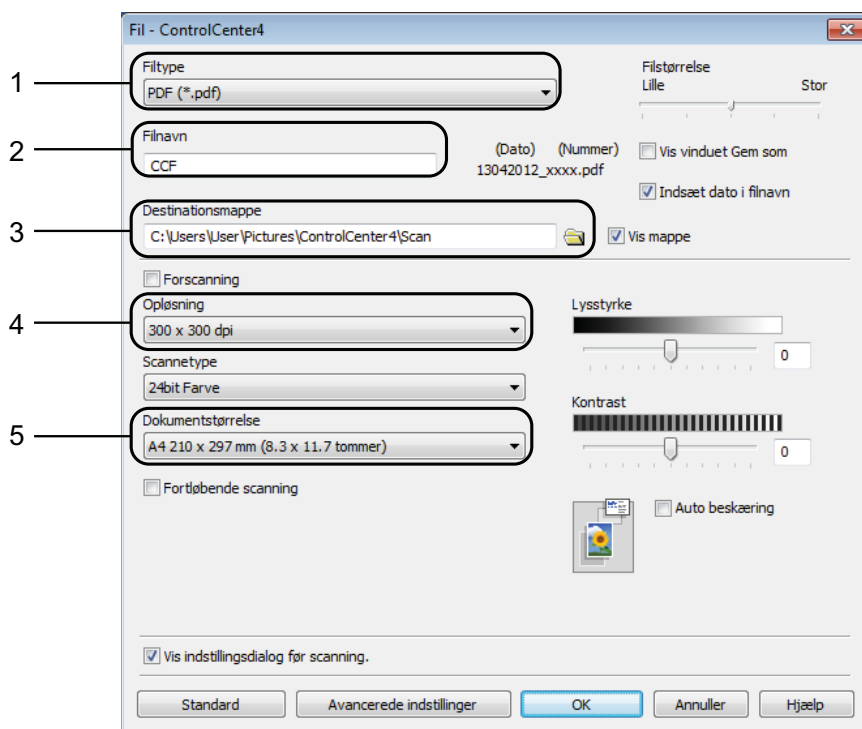 Fil - ControlCenter4
1
Filtype
PDF (*.pdf)
Filstørrelse
Lille Stor
2
Filnavn
CCF
(Dato) (Nummer)
13042012_xxxx.pdf
Vis vinduet Gem som
Indsæt dato i filnavn
3
Destinationsmappe
C:\Users\User\Pictures\ControlCenter4\Scan
Vis mappe
Forscanning
4
Opløsning
300 x 300 dpi
Scannetype
24bit Farve
5
Dokumentstørrelse
A4 210 x 297 mm (8.3 x 11.7 tommer)
Fortløbende scanning
Lysstyrke
0
Kontrast
0
Auto beskæring
Vis indstillingsdialog før scanning.
Standard Avancerede indstillinger OK Annuller Hjælp